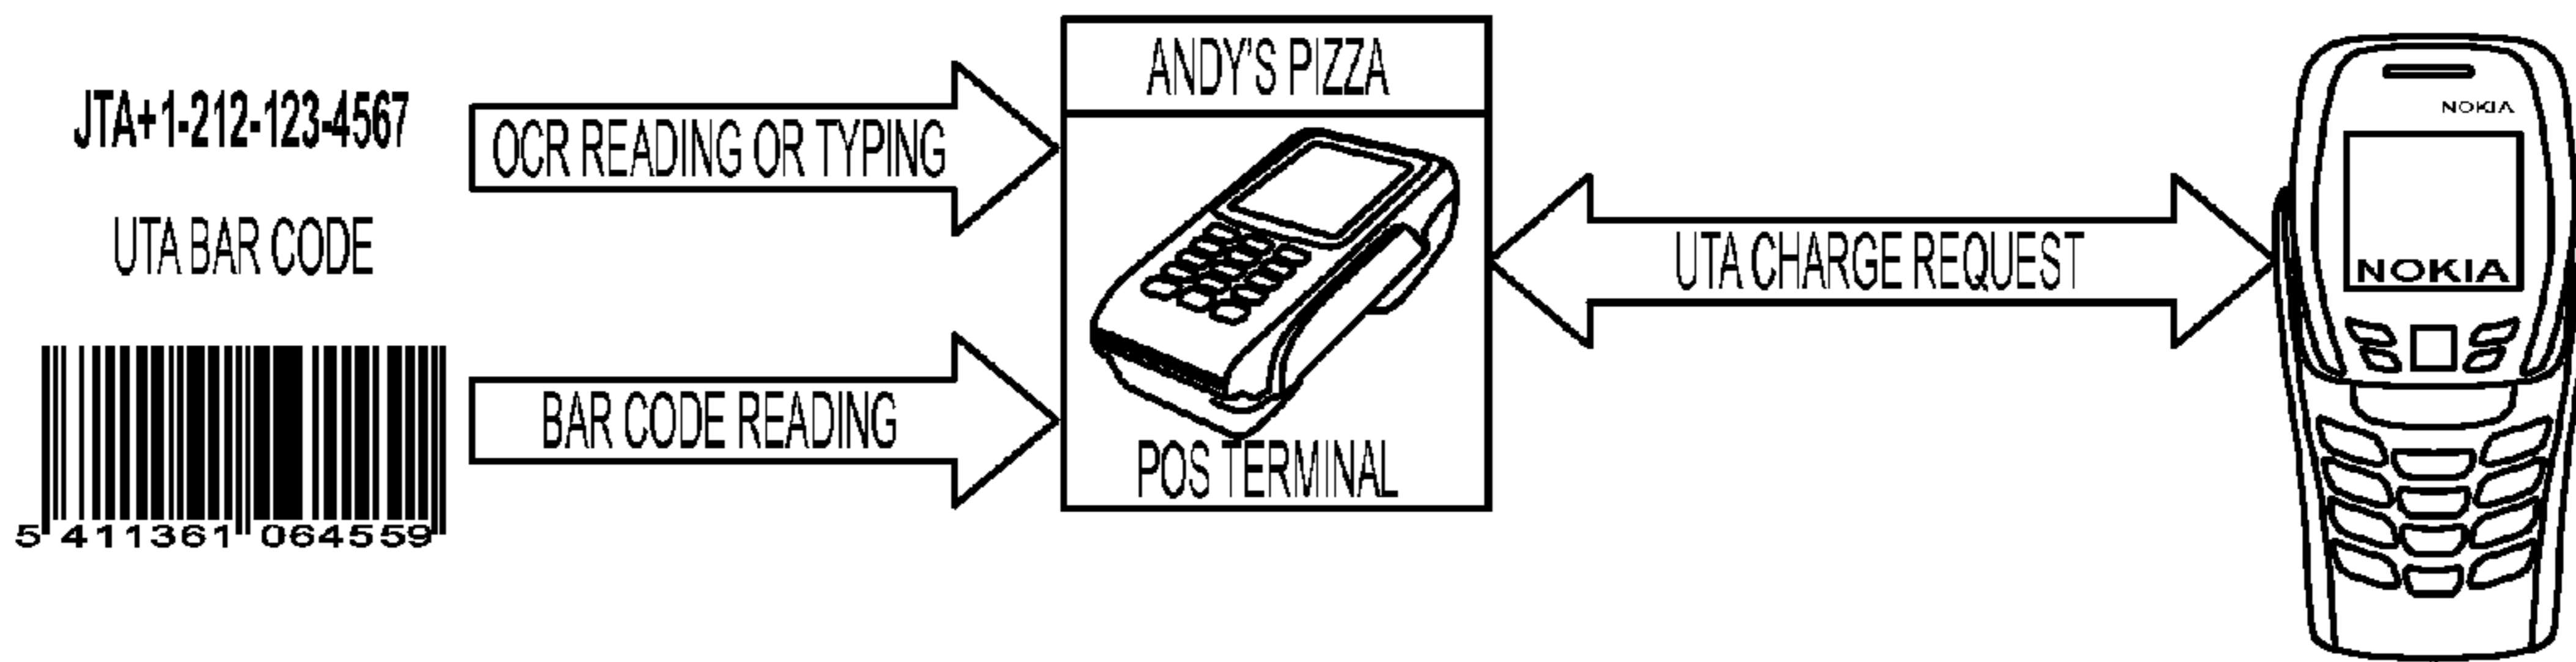 JTA+1-212-123-4567
UTA BAR CODE
5 411361 064559
OCR READING OR TYPING
BAR CODE READING
ANDY'S PIZZA
POS TERMINAL
UTA CHARGE REQUEST
NOKIA
NOKIA